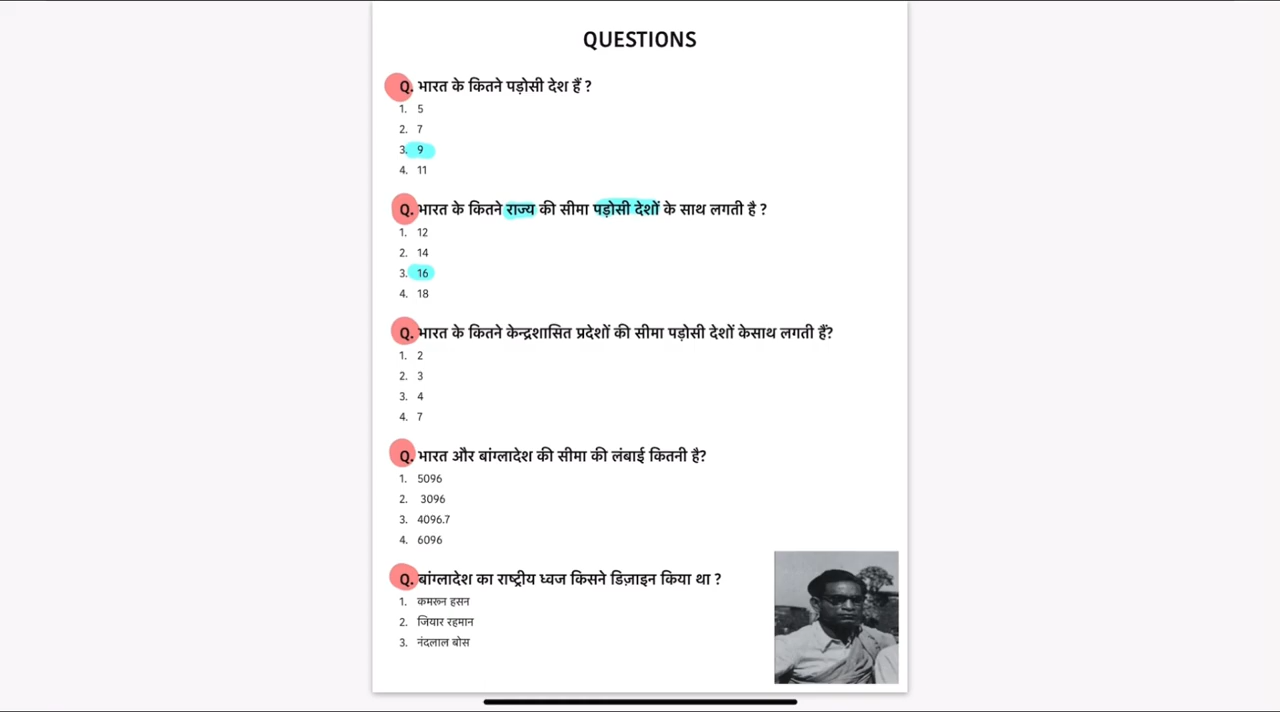 QUESTIONS
Q. भारत के कितने पड़ोसी देश हैं ?
1. 5
2. 7
3. 9
4. 11
Q. भारत के कितने राज्य की सीमा पड़ोसी देशों के साथ लगती है ?
1. 12
2. 14
3. 16
4. 18
Q. भारत के कितने केन्द्रशासित प्रदेशों की सीमा पड़ोसी देशों केसाथ लगती हैं?
1. 2
2. 3
3. 4
4. 7
Q. भारत और बांग्लादेश की सीमा की लंबाई कितनी है?
1. 5096
2. 3096
3. 4096.7
4. 6096
Q. बांग्लादेश का राष्ट्रीय ध्वज किसने डिज़ाइन किया था ?
1. कमरून हसन
2. जियार रहमान
3. नंदलाल बोस